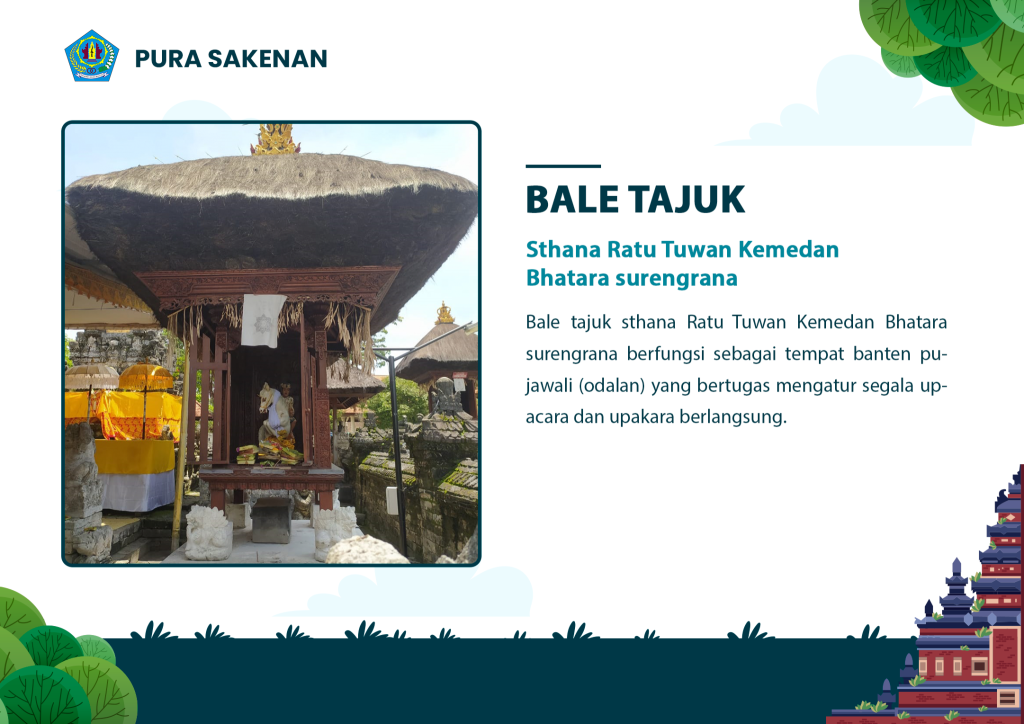 PURA SAKENAN
BALE TAJUK
Sthana Ratu Tuwan Kemedan
Bhatara surengrana
Bale tajuk sthana Ratu Tuwan Kemedan Bhatara
surengrana berfungsi sebagai tempat banten pu-
jawali (odalan) yang bertugas mengatur segala up-
acara dan upakara berlangsung.